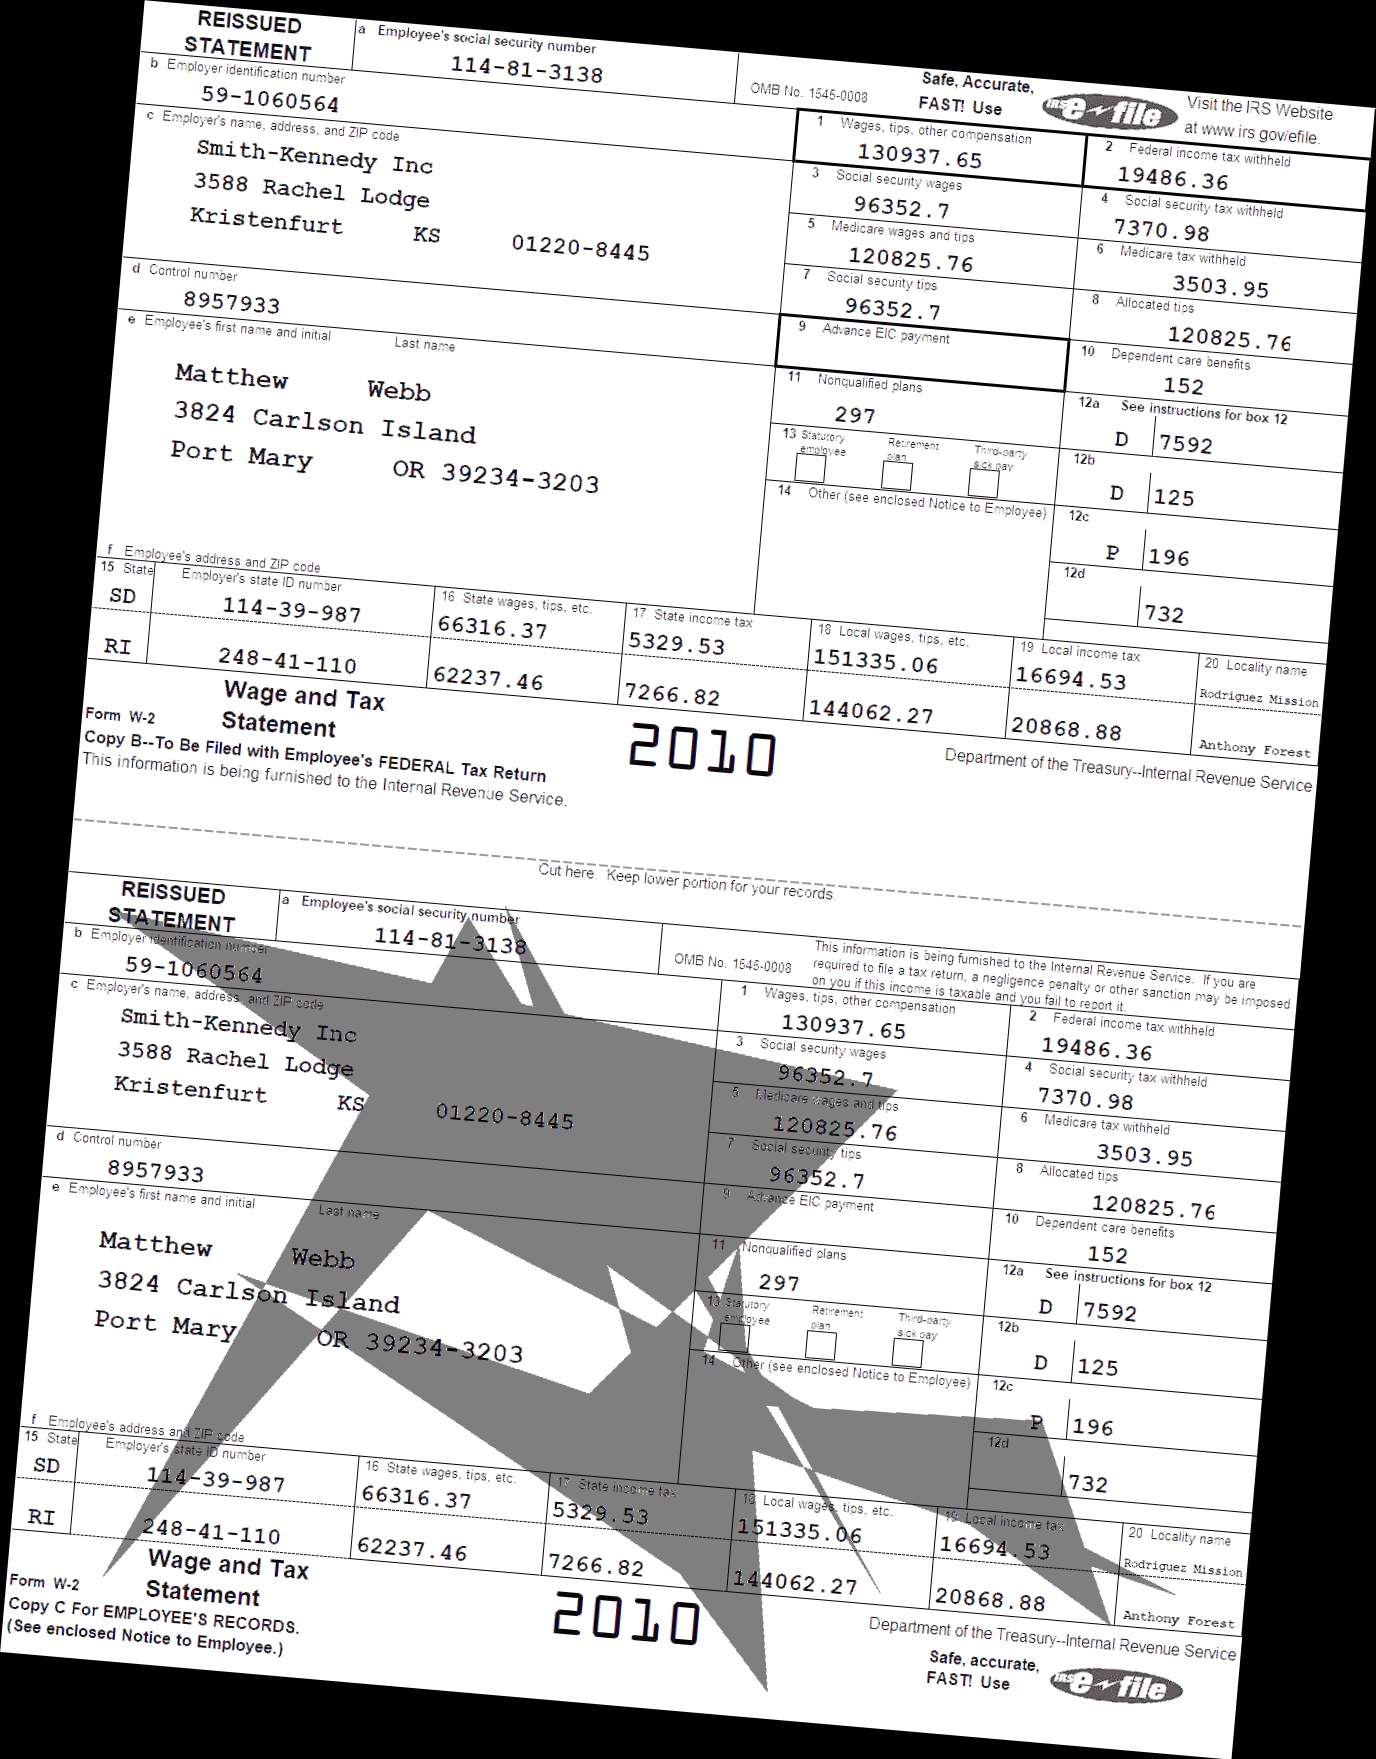 REISSUED STATEMENT
a Employee's social security number
114-81-3138
OMB No. 1545-0008
Safe, Accurate, FAST! Use
IRS e-file
Visit the IRS Website at www irs gov/efile.
b Employer identification number
59-1060564
c Employer's name, address, and ZIP code
Smith-Kennedy Inc
3588 Rachel Lodge
Kristenfurt KS 01220-8445
1 Wages, tips, other compensation
130937.65
2 Federal income tax withheld
19486.36
3 Social security wages
96352.7
4 Social security tax withheld
7370.98
5 Medicare wages and tips
120825.76
6 Medicare tax withheld
3503.95
d Control number
8957933
7 Social security tips
96352.7
8 Allocated tips
120825.76
e Employee's first name and initial Last name
Matthew Webb
3824 Carlson Island
Port Mary OR 39234-3203
9 Advance EIC payment
10 Dependent care benefits
152
11 Nonqualified plans
297
12a See instructions for box 12
D 7592
13 Statutory employee Retirement plan Third-party sick pay
12b
D 125
14 Other (see enclosed Notice to Employee)
12c
P 196
12d
732
f Employee's address and ZIP code
15 State Employer's state ID number
16 State wages, tips, etc.
17 State income tax
18 Local wages, tips, etc.
19 Local income tax
20 Locality name
SD 114-39-987 66316.37 5329.53 151335.06 16694.53 Rodriguez Mission
RI 248-41-110 62237.46 7266.82 144062.27 20868.88 Anthony Forest
Form W-2
Wage and Tax Statement
2010
Department of the Treasury--Internal Revenue Service
Copy B--To Be Filed with Employee's FEDERAL Tax Return
This information is being furnished to the Internal Revenue Service.
Cut here. Keep lower portion for your records.
REISSUED STATEMENT
a Employee's social security number
114-81-3138
OMB No. 1545-0008
This information is being furnished to the Internal Revenue Service. If you are
required to file a tax return, a negligence penalty or other sanction may be imposed
on you if this income is taxable and you fail to report it.
b Employer identification number
59-1060564
c Employer's name, address, and ZIP code
Smith-Kennedy Inc
3588 Rachel Lodge
Kristenfurt KS 01220-8445
1 Wages, tips, other compensation
130937.65
2 Federal income tax withheld
19486.36
3 Social security wages
96352.7
4 Social security tax withheld
7370.98
5 Medicare wages and tips
120825.76
6 Medicare tax withheld
3503.95
d Control number
8957933
7 Social security tips
96352.7
8 Allocated tips
120825.76
e Employee's first name and initial Last name
Matthew Webb
3824 Carlson Island
Port Mary OR 39234-3203
9 Advance EIC payment
10 Dependent care benefits
152
11 Nonqualified plans
297
12a See instructions for box 12
D 7592
13 Statutory employee Retirement plan Third-party sick pay
12b
D 125
14 Other (see enclosed Notice to Employee)
12c
P 196
12d
732
f Employee's address and ZIP code
15 State Employer's state ID number
16 State wages, tips, etc.
17 State income tax
18 Local wages, tips, etc.
19 Local income tax
20 Locality name
SD 114-39-987 66316.37 5329.53 151335.06 16694.53 Rodriguez Mission
RI 248-41-110 62237.46 7266.82 144062.27 20868.88 Anthony Forest
Form W-2
Wage and Tax Statement
2010
Department of the Treasury--Internal Revenue Service
Copy C For EMPLOYEE'S RECORDS.
(See enclosed Notice to Employee.)
Safe, accurate, FAST! Use
IRS e-file